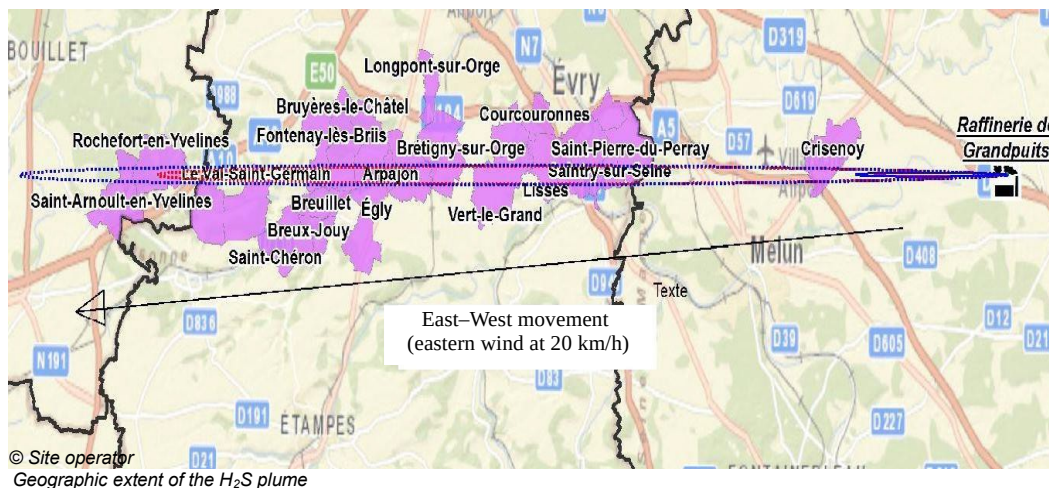 BOUILLET
Longpont-sur-Orge
N7
D319
E50
Évry
Bruyères-le-Châtel
Courcouronnes
D619
Fontenay-lès-Briis
A5
D57
Rochefort-en-Yvelines
Brétigny-sur-Orge
Saint-Pierre-du-Perray
Crisenoy
Raffinerie de
Grandpuits
Le Val-Saint-Germain
Arpajon
Saintry-sur-Seine
Saint-Arnoult-en-Yvelines
Breuillet
Égly
Lisses
Vert-le-Grand
Breux-Jouy
Saint-Chéron
Melun
D408
Texte
D836
East–West movement
(eastern wind at 20 km/h)
D12
D21
N191
D39
D605
D83
D191
ÉTAMPES
D227
D21
FONTAINEBLEAU
© Site operator
Geographic extent of the H₂S plume